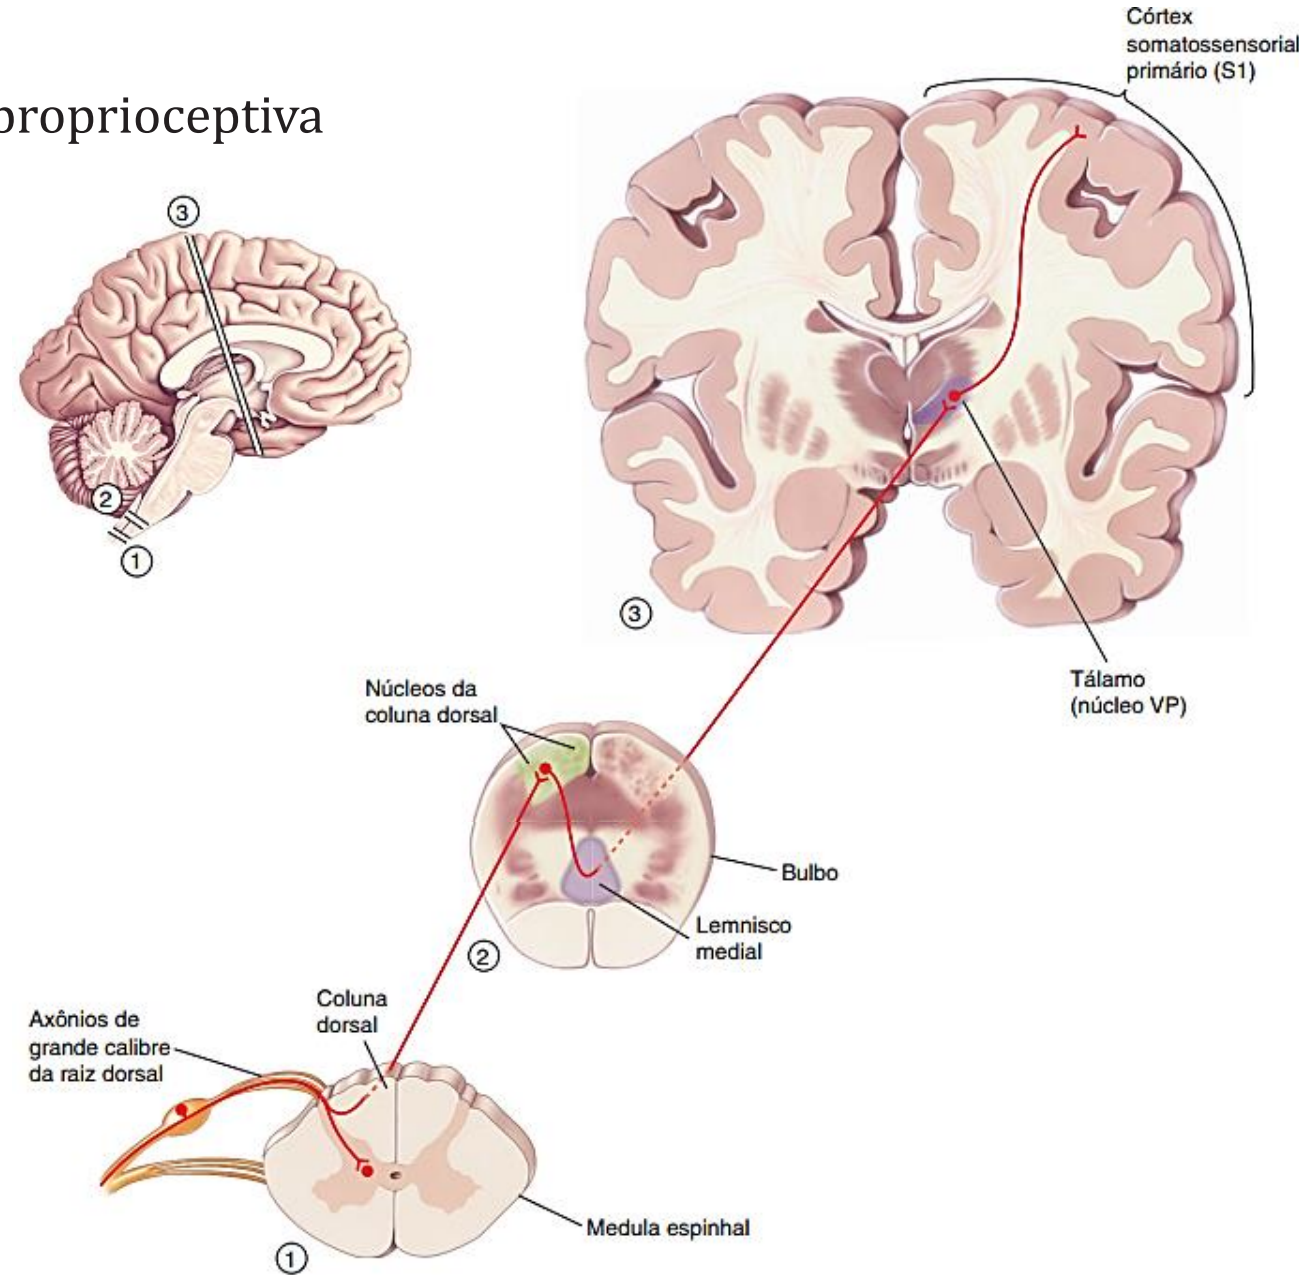 Córtex
somatossensorial
primário (S1)
proprioceptiva
3
2
1
3
Tálamo
(núcleo VP)
Núcleos da
coluna dorsal
Bulbo
Lemnisco
medial
2
Coluna
dorsal
Axônios de
grande calibre
da raiz dorsal
Medula espinhal
1